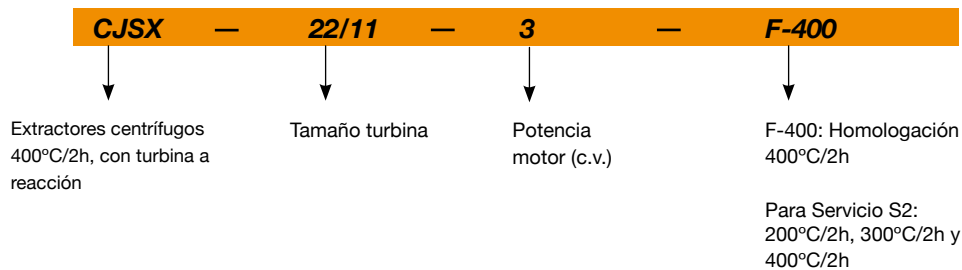 CJSX — 22/11 — 3 — F-400
Extractores centrífugos
400ºC/2h, con turbina a
reacción
Tamaño turbina
Potencia
motor (c.v.)
F-400: Homologación
400ºC/2h
Para Servicio S2:
200ºC/2h, 300ºC/2h y
400ºC/2h